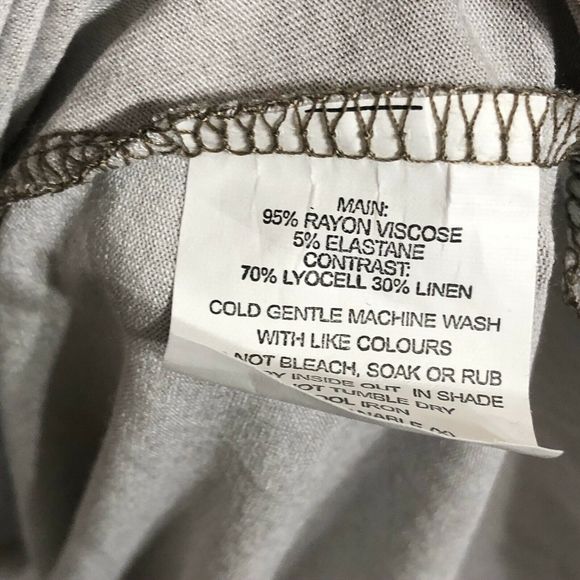 MAIN:
95% RAYON VISCOSE
5% ELASTANE
CONTRAST:
70% LYOCELL 30% LINEN
COLD GENTLE MACHINE WASH
WITH LIKE COLOURS
NOT BLEACH, SOAK OR RUB
INSIDE OUT IN SHADE
TUMBLE DRY
IRON